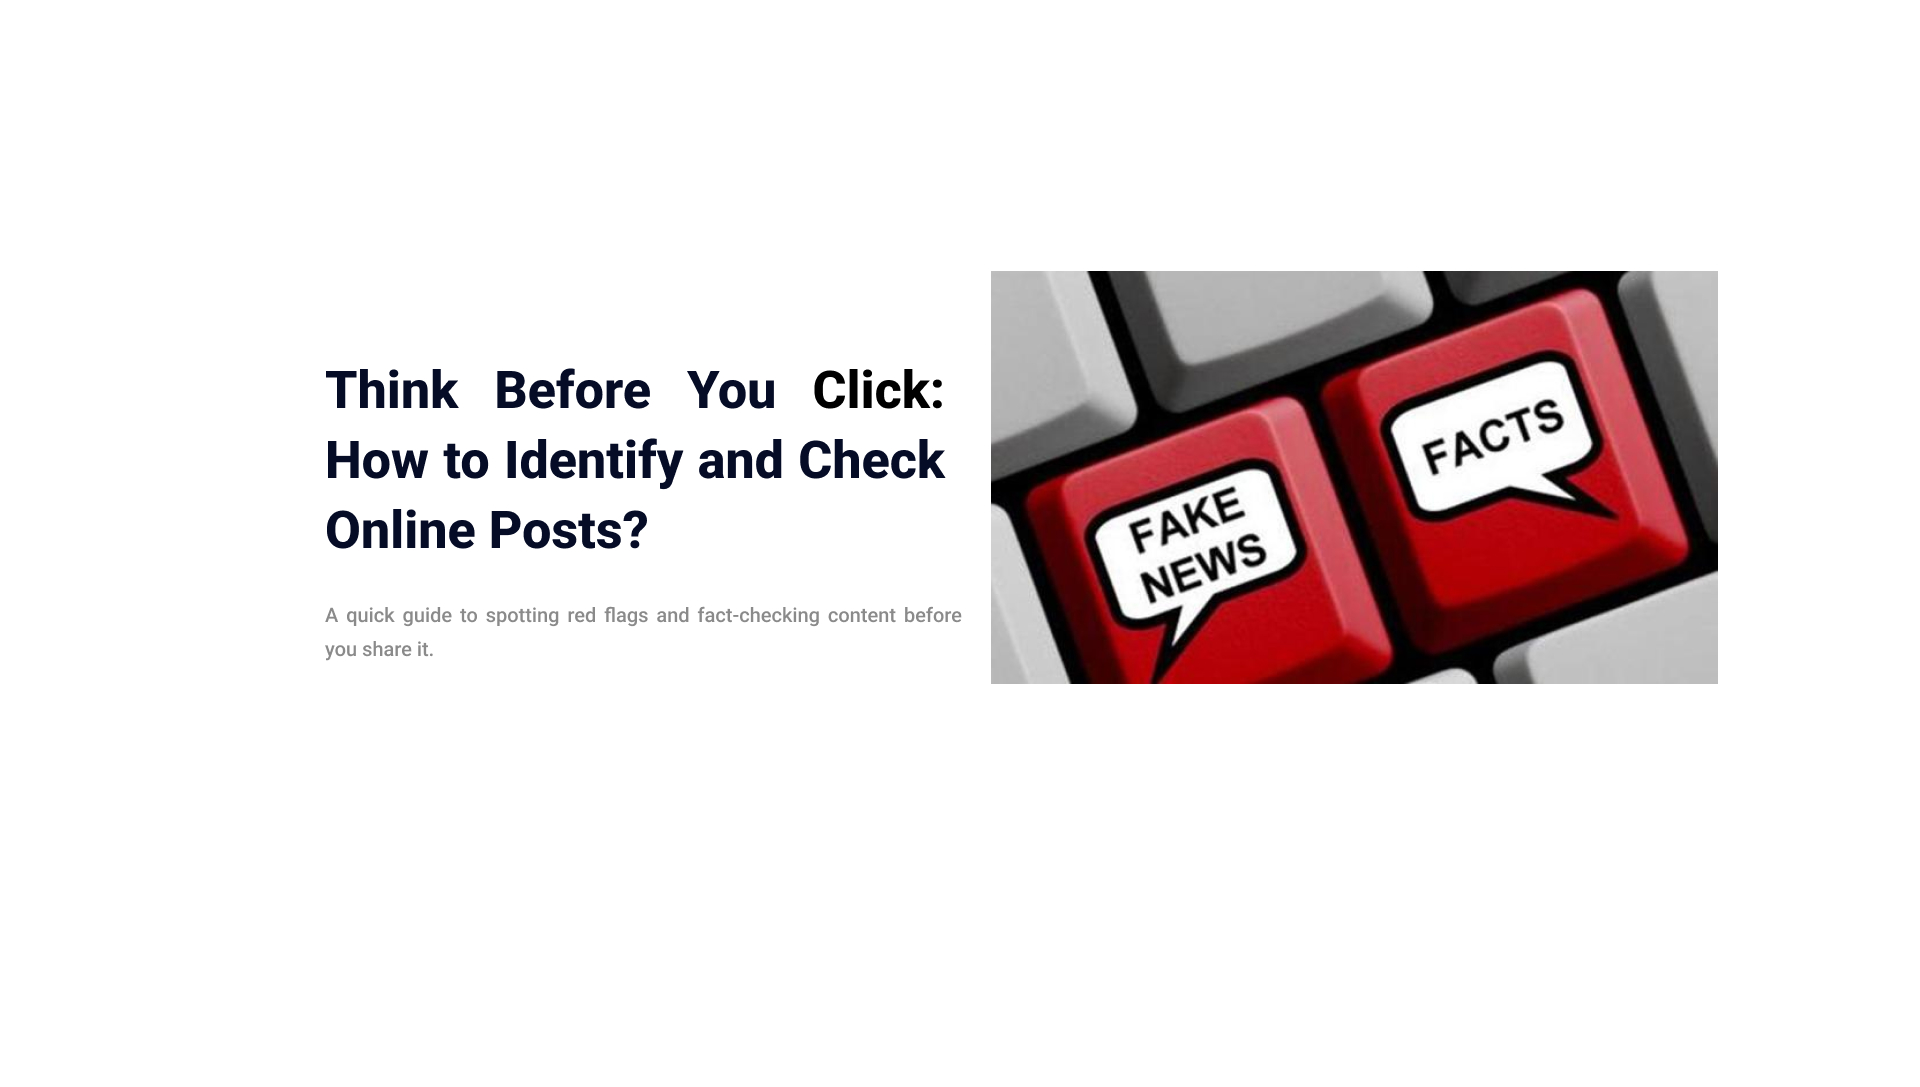 Think Before You Click:
How to Identify and Check
Online Posts?
A quick guide to spotting red flags and fact-checking content before
you share it.
FAKE
NEWS
FACTS